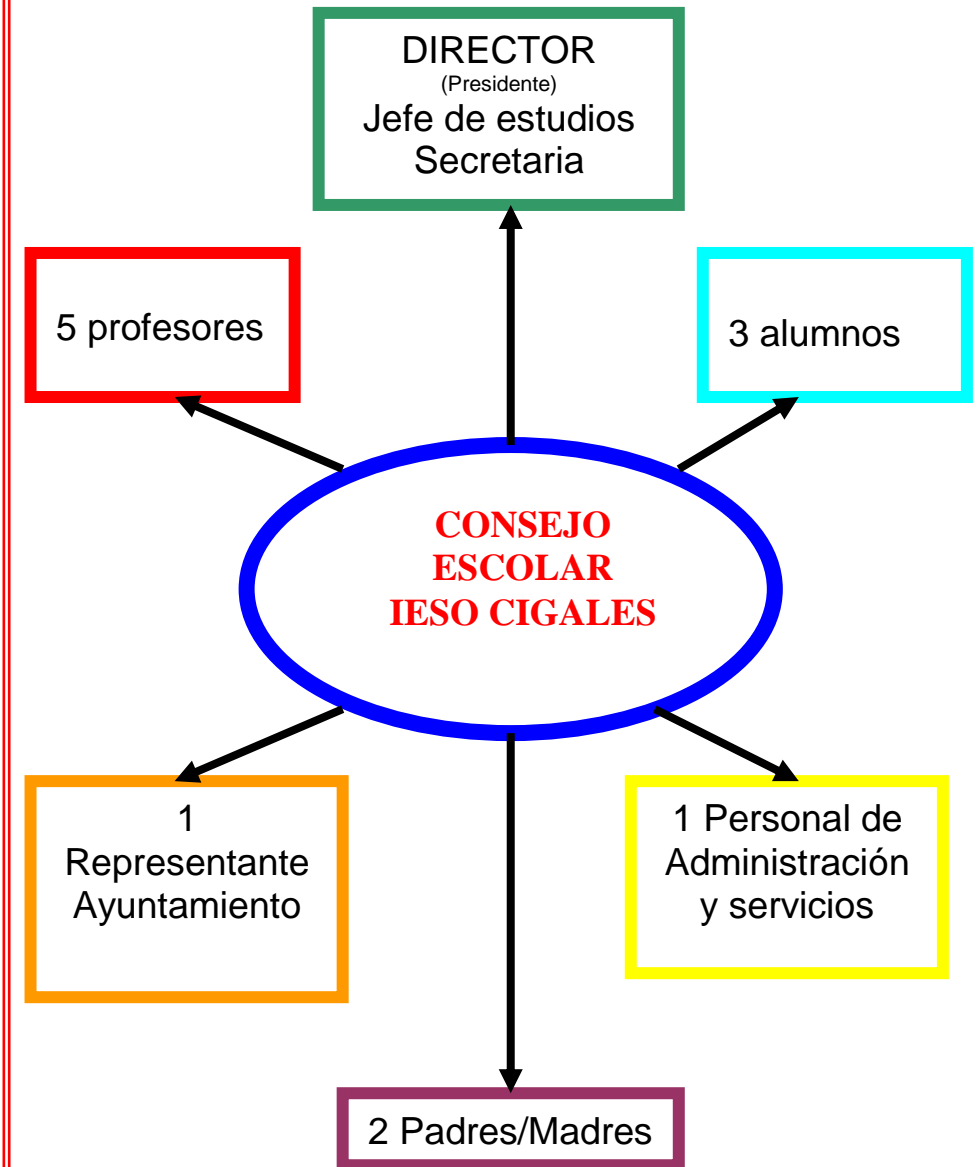 DIRECTOR
(Presidente)
Jefe de estudios
Secretaria
5 profesores
3 alumnos
CONSEJO
ESCOLAR
IESO CIGALES
1
Representante
Ayuntamiento
1 Personal de
Administración
y servicios
2 Padres/Madres